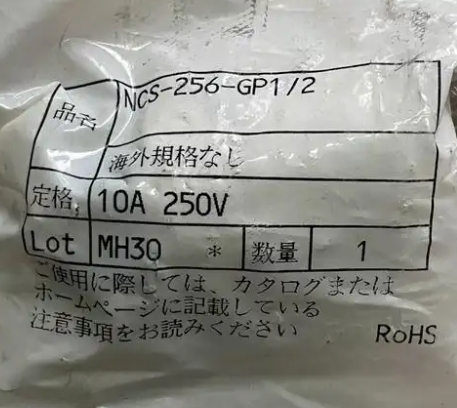 品名 NCS-256-GP1/2
海外規格なし
定格 10A 250V
Lot MH30 * 数量 1
ご使用に際しては、カタログまたは
ホームページに記載している
注意事項をお読みください
RoHS